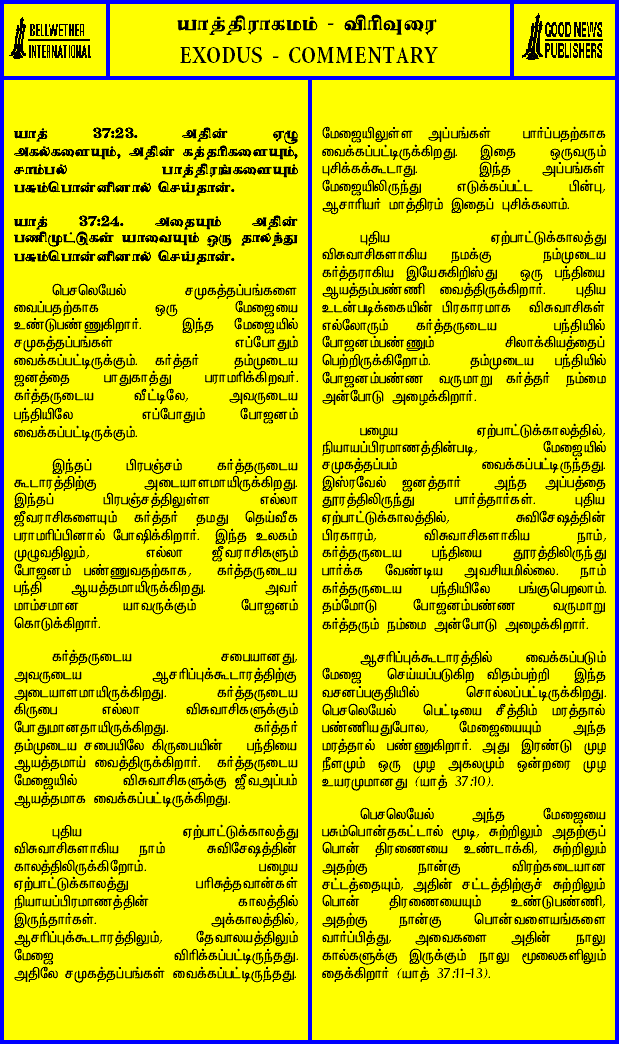 BELLWETHER
INTERNATIONAL
யாத்திராகமம் - விரிவுரை
EXODUS - COMMENTARY
GOOD NEWS
PUBLISHERS
யாத் 37:23. அதின் ஏழு
அகல்களையும், அதின் கத்தரிகளையும்,
சாம்பல் பாத்திரங்களையும்
பசும்பொன்னினால் செய்தான்.
யாத் 37:24. அதையும் அதின்
பணிமுட்டுகள் யாவையும் ஒரு தாலந்து
பசும்பொன்னினால் செய்தான்.
பெசலெயேல் சமுகத்தப்பங்களை
வைப்பதற்காக ஒரு மேஜையை
உண்டுபண்ணுகிறார். இந்த மேஜையில்
சமுகத்தப்பங்கள் எப்போதும்
வைக்கப்பட்டிருக்கும். கர்த்தர் தம்முடைய
ஜனத்தை பாதுகாத்து பராமரிக்கிறவர்.
கர்த்தருடைய வீட்டிலே, அவருடைய
பந்தியிலே எப்போதும் போஜனம்
வைக்கப்பட்டிருக்கும்.
இந்தப் பிரபஞ்சம் கர்த்தருடைய
கூடாரத்திற்கு அடையாளமாயிருக்கிறது.
இந்தப் பிரபஞ்சத்திலுள்ள எல்லா
ஜீவராசிகளையும் கர்த்தர் தமது தெய்வீக
பராமரிப்பினால் போஷிக்கிறார். இந்த உலகம்
முழுவதிலும், எல்லா ஜீவராசிகளும்
போஜனம் பண்ணுவதற்காக, கர்த்தருடைய
பந்தி ஆயத்தமாயிருக்கிறது. அவர்
மாம்சமான யாவருக்கும் போஜனம்
கொடுக்கிறார்.
கர்த்தருடைய சபையானது,
அவருடைய ஆசரிப்புக்கூடாரத்திற்கு
அடையாளமாயிருக்கிறது. கர்த்தருடைய
கிருபை எல்லா விசுவாசிகளுக்கும்
போதுமானதாயிருக்கிறது. கர்த்தர்
தம்முடைய சபையிலே கிருபையின் பந்தியை
ஆயத்தமாய் வைத்திருக்கிறார். கர்த்தருடைய
மேஜையில் விசுவாசிகளுக்கு ஜீவஅப்பம்
ஆயத்தமாக வைக்கப்பட்டிருக்கிறது.
புதிய ஏற்பாட்டுக்காலத்து
விசுவாசிகளாகிய நாம் சுவிசேஷத்தின்
காலத்திலிருக்கிறோம். பழைய
ஏற்பாட்டுக்காலத்து பரிசுத்தவான்கள்
நியாயப்பிரமாணத்தின் காலத்தில்
இருந்தார்கள். அக்காலத்தில்,
ஆசரிப்புக்கூடாரத்திலும், தேவாலயத்திலும்
மேஜை விரிக்கப்பட்டிருந்தது.
அதிலே சமுகத்தப்பங்கள் வைக்கப்பட்டிருந்தது.
மேஜையிலுள்ள அப்பங்கள் பார்ப்பதற்காக
வைக்கப்பட்டிருக்கிறது. இதை ஒருவரும்
புசிக்கக்கூடாது. இந்த அப்பங்கள்
மேஜையிலிருந்து எடுக்கப்பட்ட பின்பு,
ஆசாரியர் மாத்திரம் இதைப் புசிக்கலாம்.
புதிய ஏற்பாட்டுக்காலத்து
விசுவாசிகளாகிய நமக்கு நம்முடைய
கர்த்தராகிய இயேசுகிறிஸ்து ஒரு பந்தியை
ஆயத்தம்பண்ணி வைத்திருக்கிறார். புதிய
உடன்படிக்கையின் பிரகாரமாக விசுவாசிகள்
எல்லோரும் கர்த்தருடைய பந்தியில்
போஜனம்பண்ணும் சிலாக்கியத்தைப்
பெற்றிருக்கிறோம். தம்முடைய பந்தியில்
போஜனம்பண்ண வருமாறு கர்த்தர் நம்மை
அன்போடு அழைக்கிறார்.
பழைய ஏற்பாட்டுக்காலத்தில்,
நியாயப்பிரமாணத்தின்படி, மேஜையில்
சமுகத்தப்பம் வைக்கப்பட்டிருந்தது.
இஸ்ரவேல் ஜனத்தார் அந்த அப்பத்தை
தூரத்திலிருந்து பார்த்தார்கள். புதிய
ஏற்பாட்டுக்காலத்தில், சுவிசேஷத்தின்
பிரகாரம், விசுவாசிகளாகிய நாம்,
கர்த்தருடைய பந்தியை தூரத்திலிருந்து
பார்க்க வேண்டிய அவசியமில்லை. நாம்
கர்த்தருடைய பந்தியிலே பங்குபெறலாம்.
தம்மோடு போஜனம்பண்ண வருமாறு
கர்த்தரும் நம்மை அன்போடு அழைக்கிறார்.
ஆசரிப்புக்கூடாரத்தில் வைக்கப்படும்
மேஜை செய்யப்படுகிற விதம்பற்றி இந்த
வசனப்பகுதியில் சொல்லப்பட்டிருக்கிறது.
பெசலெயேல் பெட்டியை சீத்திம் மரத்தால்
பண்ணியதுபோல, மேஜையையும் அந்த
மரத்தால் பண்ணுகிறார். அது இரண்டு முழ
நீளமும் ஒரு முழ அகலமும் ஒன்றரை முழ
உயரமுமானது (யாத் 37:10).
பெசலெயேல் அந்த மேஜையை
பசும்பொன்தகட்டால் மூடி, சுற்றிலும் அதற்குப்
பொன் திரணையை உண்டாக்கி, சுற்றிலும்
அதற்கு நான்கு விரற்கடையான
சட்டத்தையும், அதின் சட்டத்திற்குச் சுற்றிலும்
பொன் திரணையையும் உண்டுபண்ணி,
அதற்கு நான்கு பொன்வளையங்களை
வார்ப்பித்து, அவைகளை அதின் நாலு
கால்களுக்கு இருக்கும் நாலு மூலைகளிலும்
தைக்கிறார் (யாத் 37:11-13).